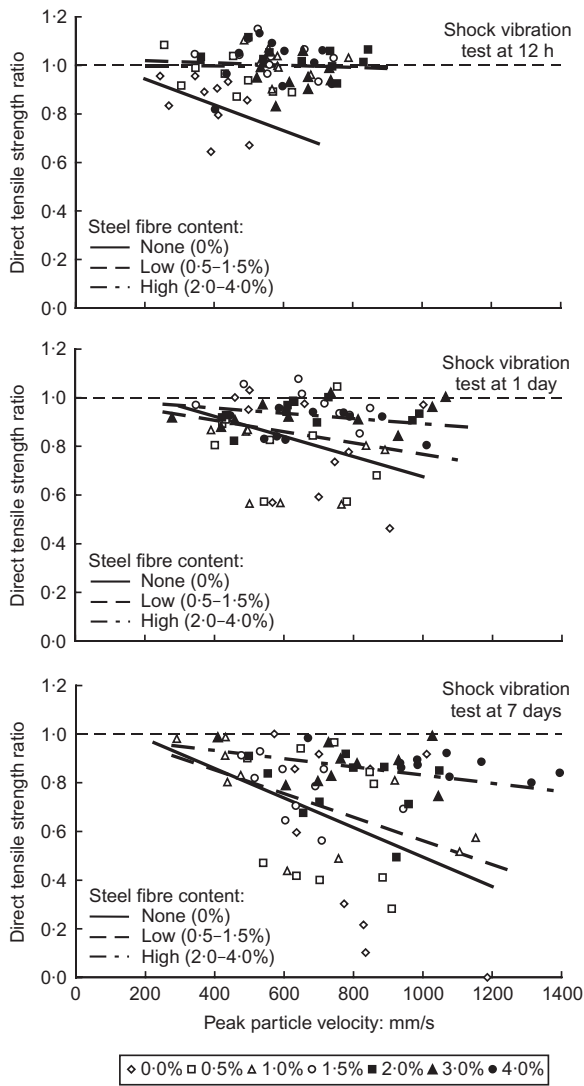 1·2
1·0
0·8
0·6
0·4
0·2
0·0
Direct tensile strength ratio
Shock vibration
test at 12 h
Steel fibre content:
None (0%)
Low (0·5–1·5%)
High (2·0–4·0%)
1·2
1·0
0·8
0·6
0·4
0·2
0·0
Direct tensile strength ratio
Shock vibration
test at 1 day
Steel fibre content:
None (0%)
Low (0·5–1·5%)
High (2·0–4·0%)
1·2
1·0
0·8
0·6
0·4
0·2
0·0
Direct tensile strength ratio
Shock vibration
test at 7 days
Steel fibre content:
None (0%)
Low (0·5–1·5%)
High (2·0–4·0%)
0 200 400 600 800 1000 1200 1400
Peak particle velocity: mm/s
0·0% 0·5% 1·0% 1·5% 2·0% 3·0% 4·0%